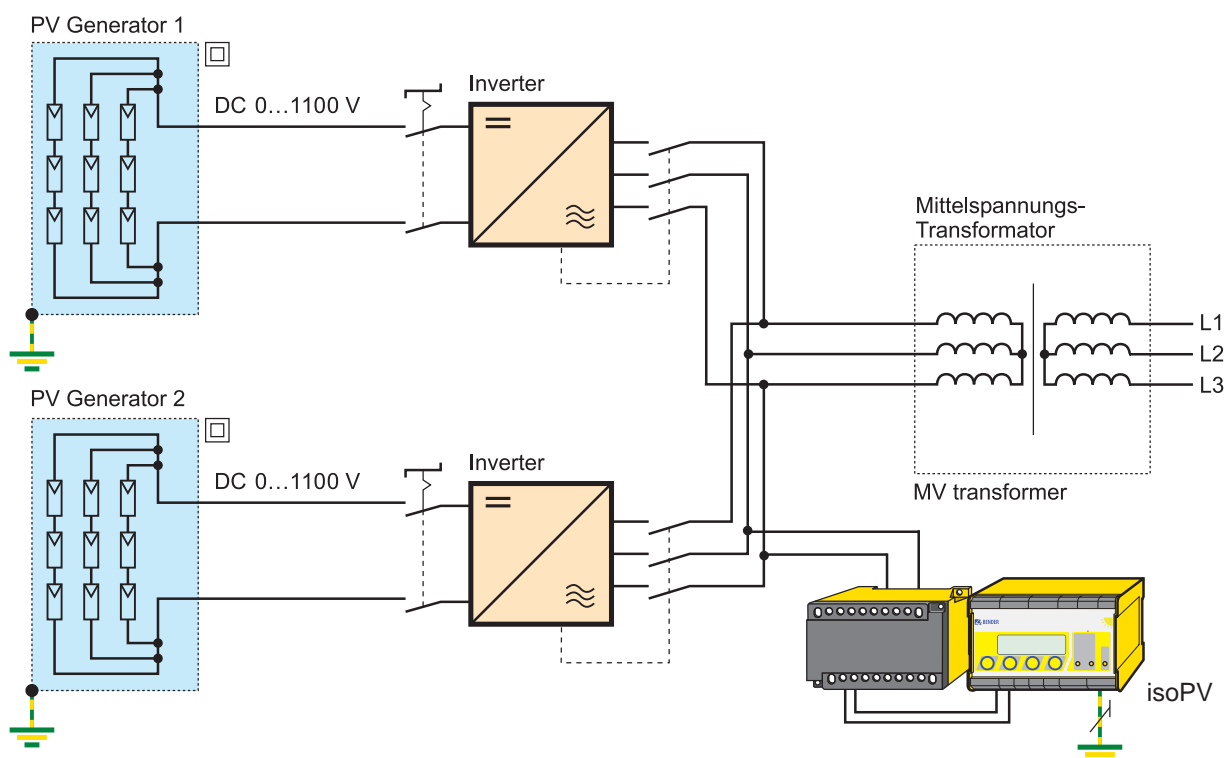 PV Generator 1
DC 0...1100 V
Inverter
Mittelspannungs-
Transformator
L1
L2
L3
MV transformer
PV Generator 2
DC 0...1100 V
Inverter
BENDER
isoPV